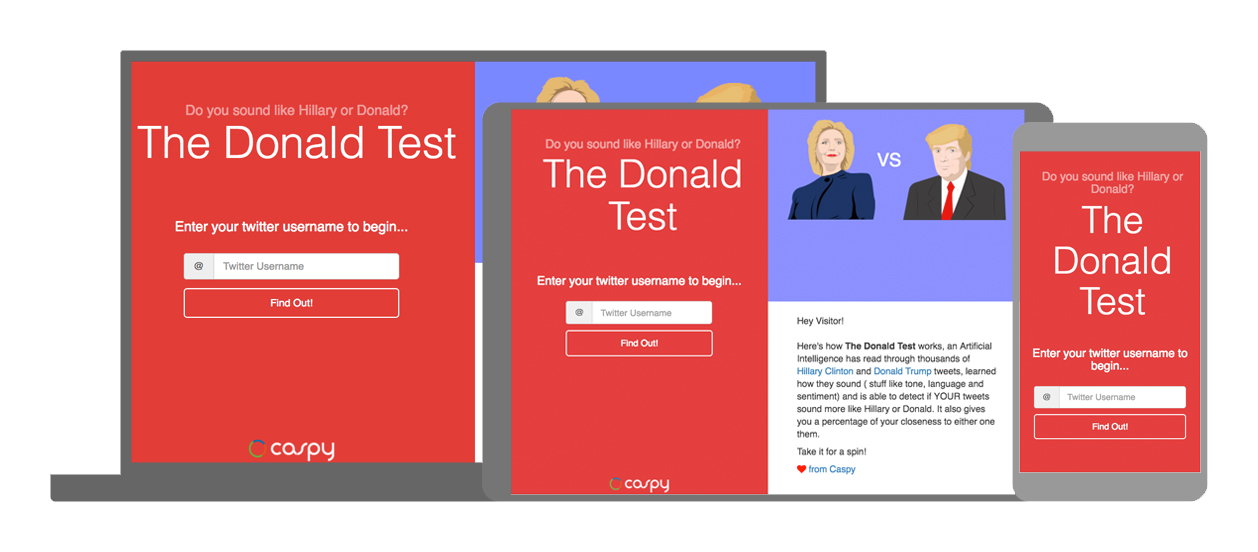 Do you sound like Hillary or Donald?
The Donald Test
Enter your twitter username to begin...
@ Twitter Username
Find Out!
caspy
Do you sound like Hillary or Donald?
The Donald
Test
Enter your twitter username to begin...
@ Twitter Username
Find Out!
caspy
VS
Hey Visitor!
Here's how The Donald Test works, an Artificial
Intelligence has read through thousands of
Hillary Clinton and Donald Trump tweets, learned
how they sound ( stuff like tone, language and
sentiment) and is able to detect if YOUR tweets
sound more like Hillary or Donald. It also gives
you a percentage of your closeness to either one
them.
Take it for a spin!
❤ from Caspy
Do you sound like Hillary or
Donald?
The
Donald
Test
Enter your twitter username to
begin...
@ Twitter Username
Find Out!